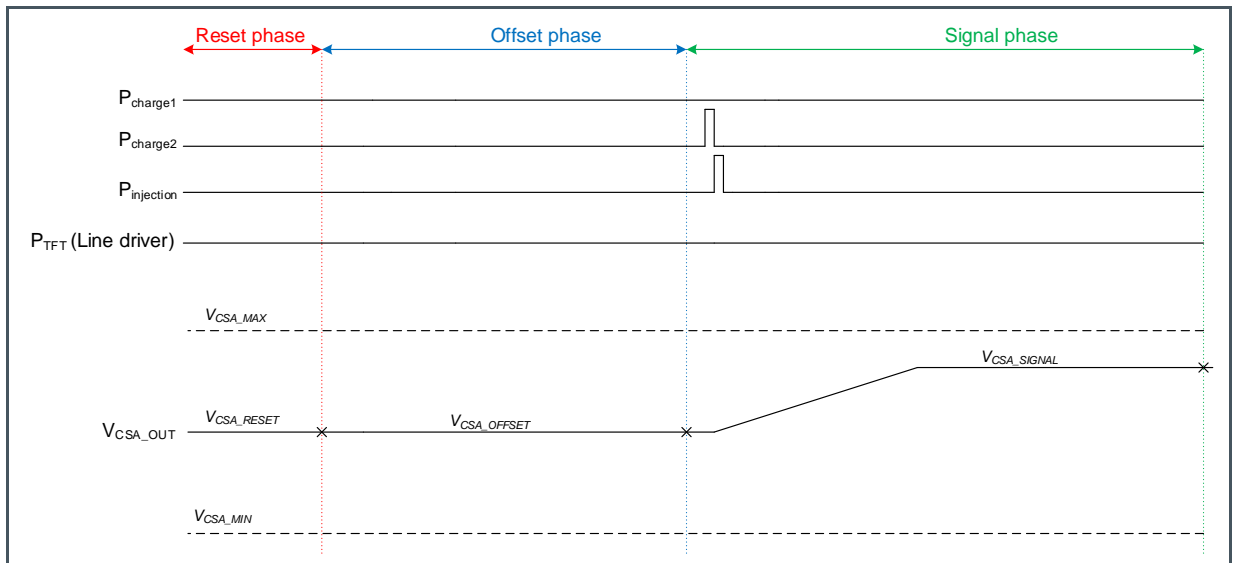 Reset phase
Offset phase
Signal phase
Pcharge1
Pcharge2
Pinjection
PTFT (Line driver)
VCSA_MAX
VCSA_SIGNAL
VCSA_RESET
VCSA_OFFSET
VCSA_OUT
VCSA_MIN